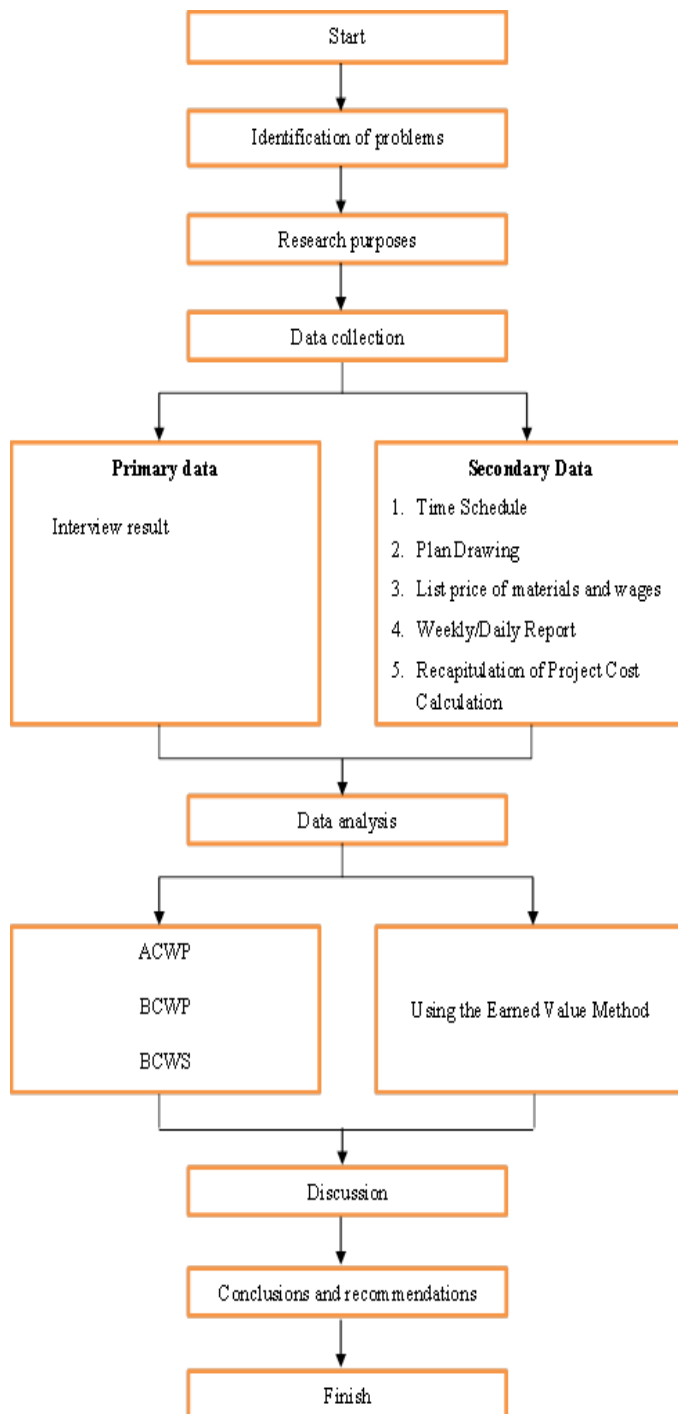 Start
Identification of problems
Research purposes
Data collection
Primary data
Interview result
Secondary Data
1. Time Schedule
2. Plan Drawing
3. List price of materials and wages
4. Weekly/Daily Report
5. Recapitulation of Project Cost
Calculation
Data analysis
ACWP
BCWP
BCWS
Using the Earned Value Method
Discussion
Conclusions and recommendations
Finish